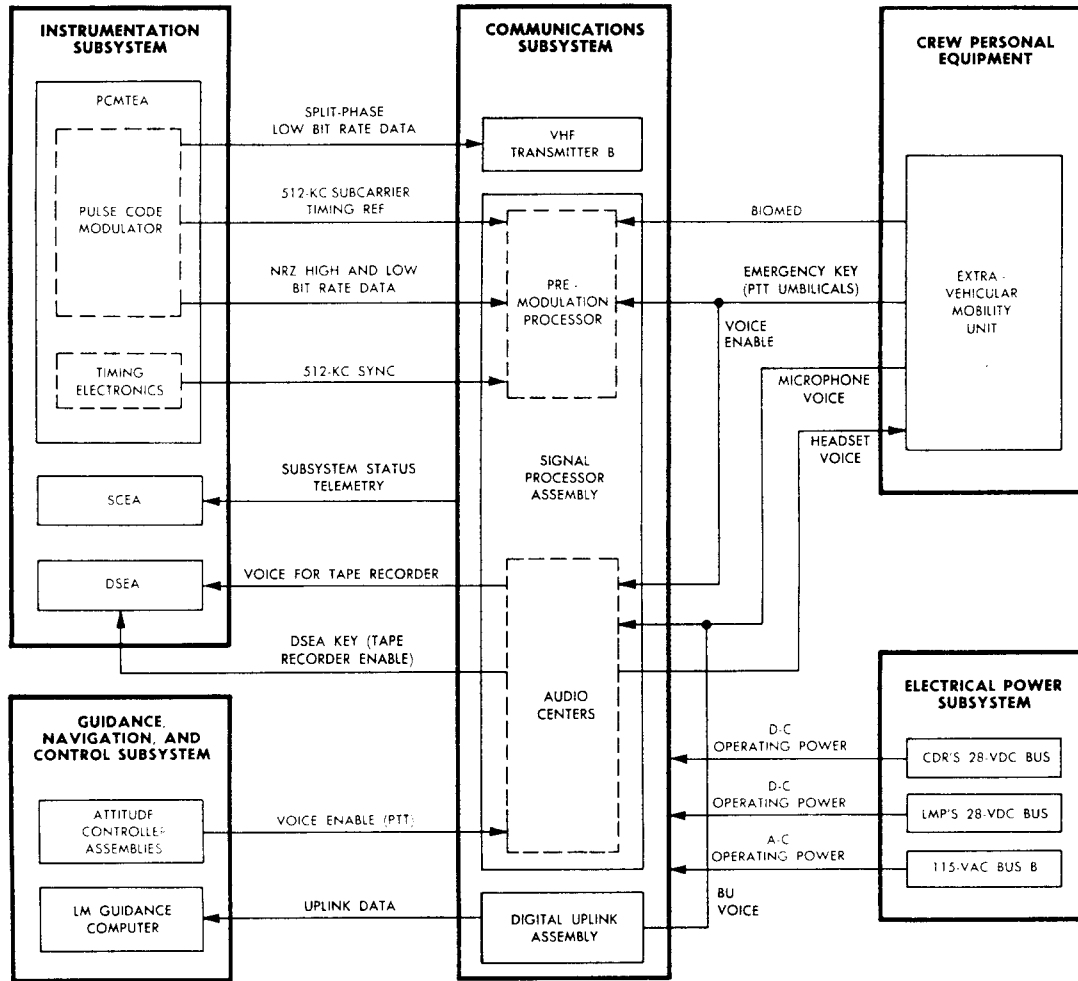 INSTRUMENTATION
SUBSYSTEM
PCMTEA
PULSE CODE
MODULATOR
TIMING
ELECTRONICS
SCEA
DSEA
SPLIT-PHASE
LOW BIT RATE DATA
512-KC SUBCARRIER
TIMING REF
NRZ HIGH AND LOW
BIT RATE DATA
512-KC SYNC
SUBSYSTEM STATUS
TELEMETRY
VOICE FOR TAPE RECORDER
DSEA KEY (TAPE
RECORDER ENABLE)
GUIDANCE,
NAVIGATION, AND
CONTROL SUBSYSTEM
ATTITUDE
CONTROLLER
ASSEMBLIES
LM GUIDANCE
COMPUTER
VOICE ENABLE (PTT)
UPLINK DATA
COMMUNICATIONS
SUBSYSTEM
VHF
TRANSMITTER B
PRE-
MODULATION
PROCESSOR
SIGNAL
PROCESSOR
ASSEMBLY
AUDIO
CENTERS
DIGITAL UPLINK
ASSEMBLY
BIOMED
EMERGENCY KEY
(PTT UMBILICALS)
VOICE
ENABLE
MICROPHONE
VOICE
HEADSET
VOICE
D-C
OPERATING POWER
D-C
OPERATING POWER
A-C
OPERATING POWER
BU
VOICE
CREW PERSONAL
EQUIPMENT
EXTRA-
VEHICULAR
MOBILITY
UNIT
ELECTRICAL POWER
SUBSYSTEM
CDR'S 28-VDC BUS
LMP'S 28-VDC BUS
115-VAC BUS B